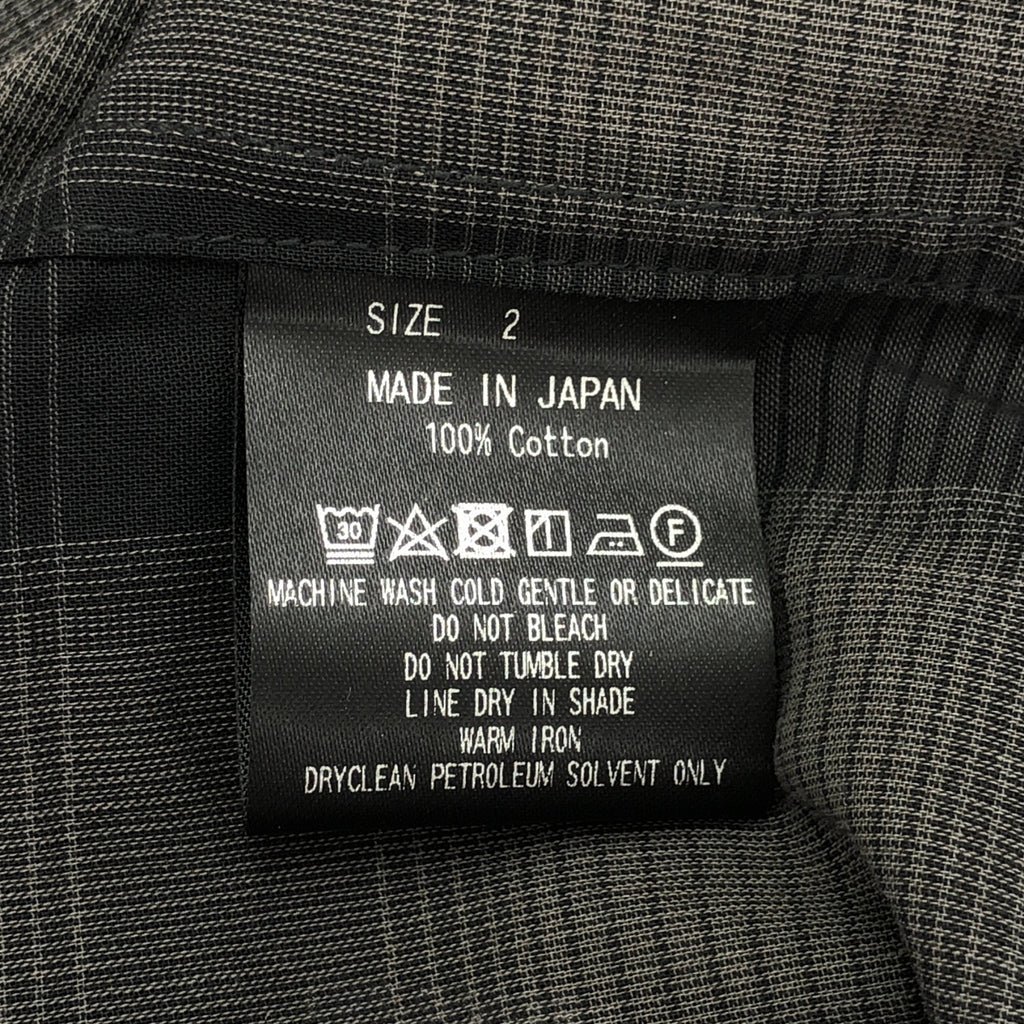 SIZE 2
MADE IN JAPAN
100% Cotton
30 F
MACHINE WASH COLD GENTLE OR DELICATE
DO NOT BLEACH
DO NOT TUMBLE DRY
LINE DRY IN SHADE
WARM IRON
DRYCLEAN PETROLEUM SOLVENT ONLY